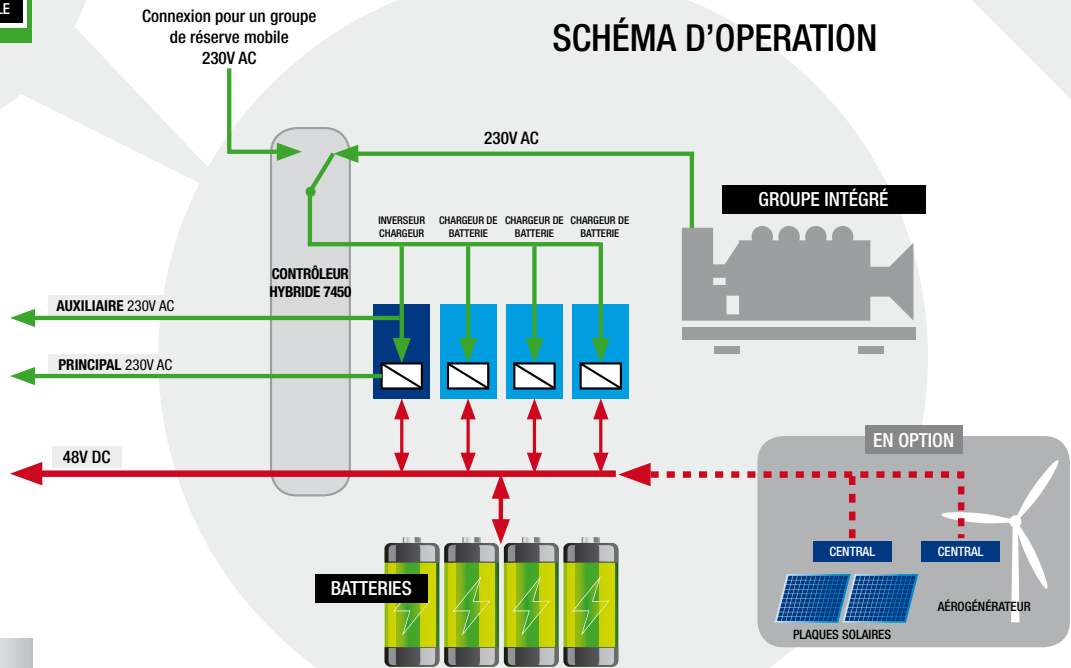 Connexion pour un groupe
de réserve mobile
230V AC
SCHÉMA D'OPERATION
230V AC
GROUPE INTÉGRÉ
INVERSEUR
CHARGEUR
CHARGEUR DE
BATTERIE
CHARGEUR DE
BATTERIE
CHARGEUR DE
BATTERIE
CONTRÔLEUR
HYBRIDE 7450
AUXILIAIRE 230V AC
PRINCIPAL 230V AC
48V DC
EN OPTION
CENTRAL
CENTRAL
BATTERIES
AÉROGÉNÉRATEUR
PLAQUES SOLAIRES